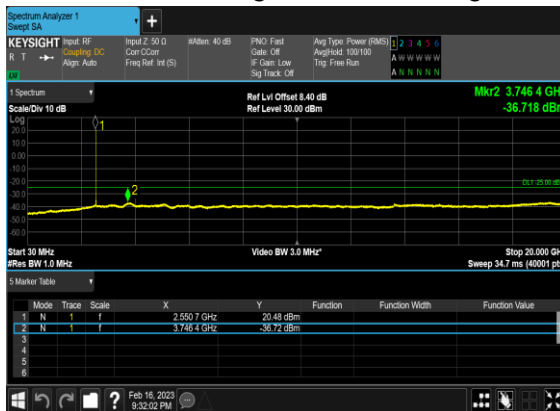 Spectrum Analyzer 1
Swept SA
KEYSIGHT Input: RF Input Z: 50 Ω #Atten: 40 dB PNO: Fast Avg Type: Power (RMS) 1 2 3 4 5 6
R T Coupling: DC Corr CCorr Gate: Off Avg|Hold: 100/100 A W W W W W
Align: Auto Freq Ref: Int (S) IF Gain: Low Trig: Free Run
Sig Track: Off A N N N N N
1 Spectrum
Scale/Div 10 dB Ref Lvl Offset 8.40 dB Mkr2 3.746 4 GH
Ref Level 30.00 dBm -36.718 dBr
Log
20.0
10.0
0.00
-10.0
-20.0
-30.0
-40.0
-50.0
-60.0
1
2
DL1 -25.00 dB
Start 30 MHz Video BW 3.0 MHz* Stop 20.000 GH
#Res BW 1.0 MHz Sweep 34.7 ms (40001 pt
5 Marker Table
Mode Trace Scale X Y Function Function Width Function Value
1 N 1 f 2.550 7 GHz 20.48 dBm
2 N 1 f 3.746 4 GHz -36.72 dBm
3
4
5
6
? Feb 16, 2023
9:32:02 PM